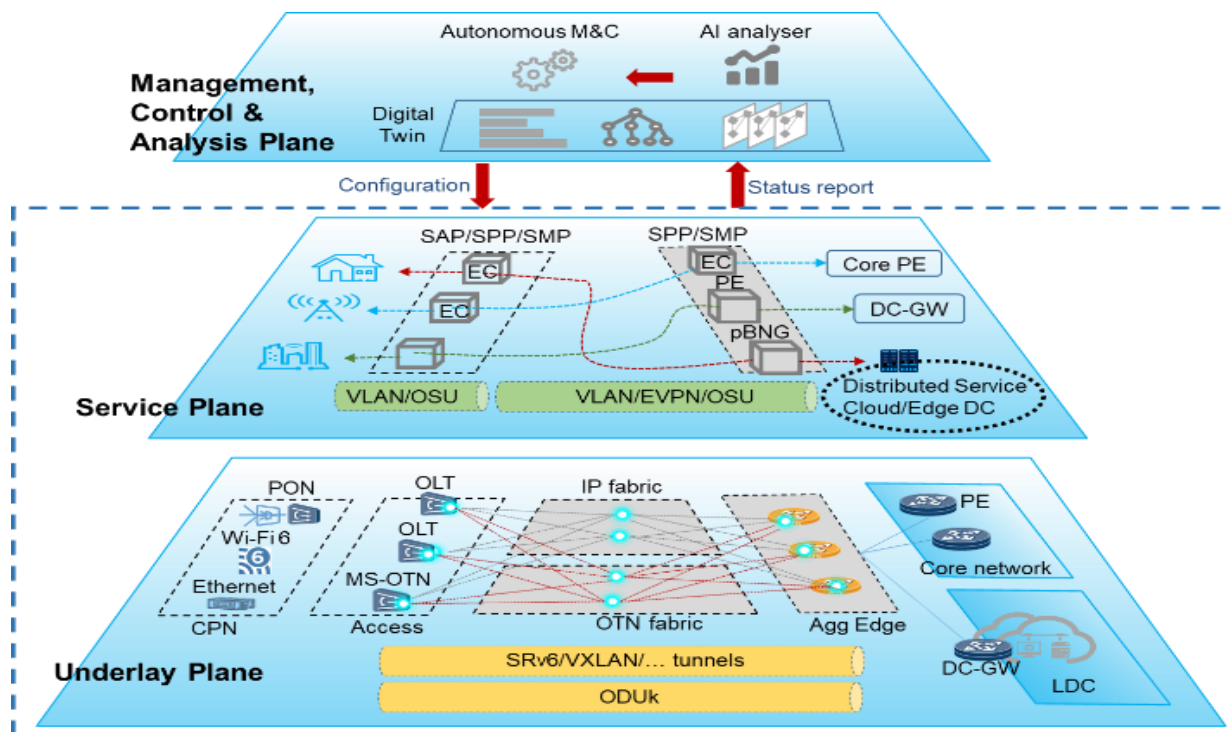 Autonomous M&C
AI analyser
Management,
Control &
Analysis Plane
Digital
Twin
Configuration
Status report
SAP/SPP/SMP
SPP/SMP
EC
EC
Core PE
PE
EC
DC-GW
pBNG
VLAN/OSU
VLAN/EVPN/OSU
Distributed Service
Cloud/Edge DC
Service Plane
PON
OLT
IP fabric
PE
Wi-Fi 6
6
OLT
Ethernet
MS-OTN
Core network
CPN
Access
OTN fabric
Agg Edge
SRv6/VXLAN/... tunnels
DC-GW
LDC
Underlay Plane
ODUk